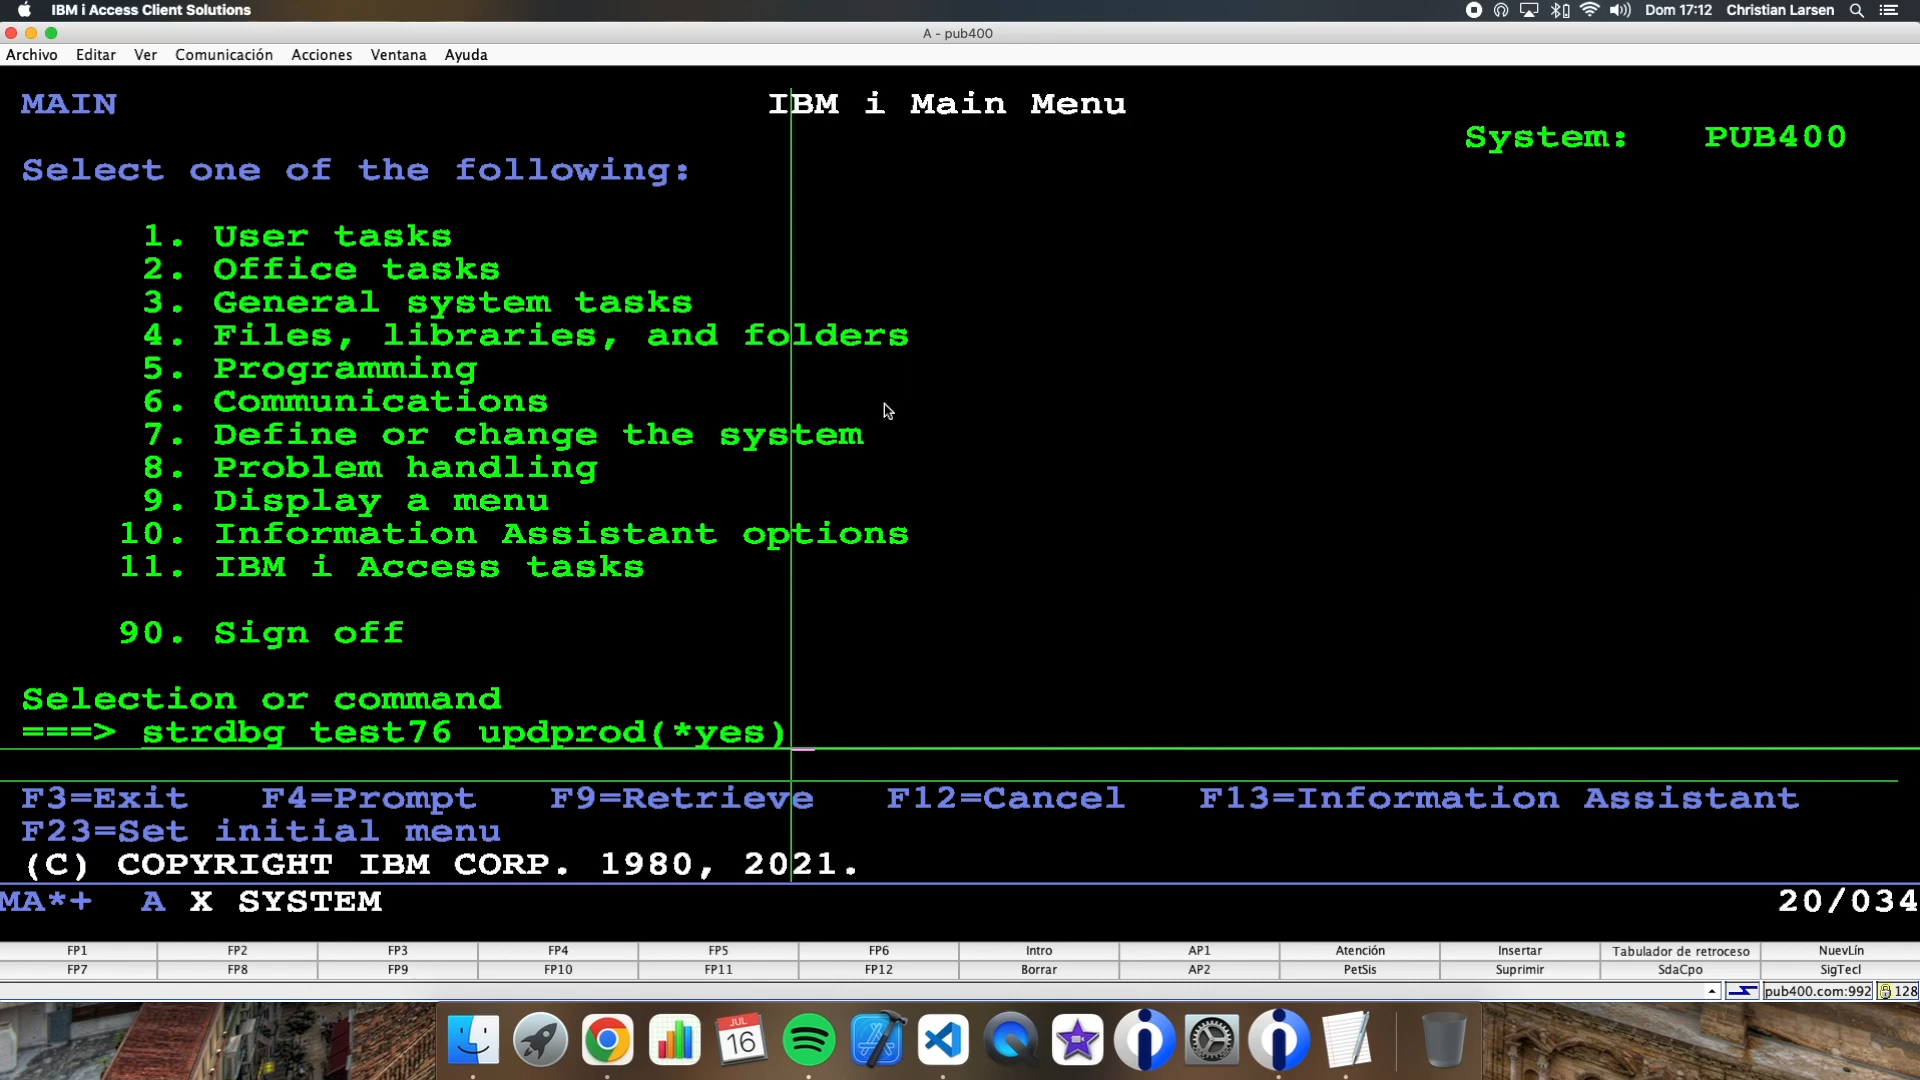 IBM i Access Client Solutions Dom 17:12 Christian Larsen
A - pub400
Archivo Editar Ver Comunicación Acciones Ventana Ayuda
MAIN IBM i Main Menu
System: PUB400
Select one of the following:
1. User tasks
2. Office tasks
3. General system tasks
4. Files, libraries, and folders
5. Programming
6. Communications
7. Define or change the system
8. Problem handling
9. Display a menu
10. Information Assistant options
11. IBM i Access tasks
90. Sign off
Selection or command
===> strdbg test76 updprod(*yes)
F3=Exit F4=Prompt F9=Retrieve F12=Cancel F13=Information Assistant
F23=Set initial menu
(C) COPYRIGHT IBM CORP. 1980, 2021.
MA*+ A X SYSTEM 20/034
FP1 FP2 FP3 FP4 FP5 FP6 Intro AP1 Atención Insertar Tabulador de retroceso NuevLín
FP7 FP8 FP9 FP10 FP11 FP12 Borrar AP2 PetSis Suprimir SdaCpo SigTecl
pub400.com:992 128
JUL
16